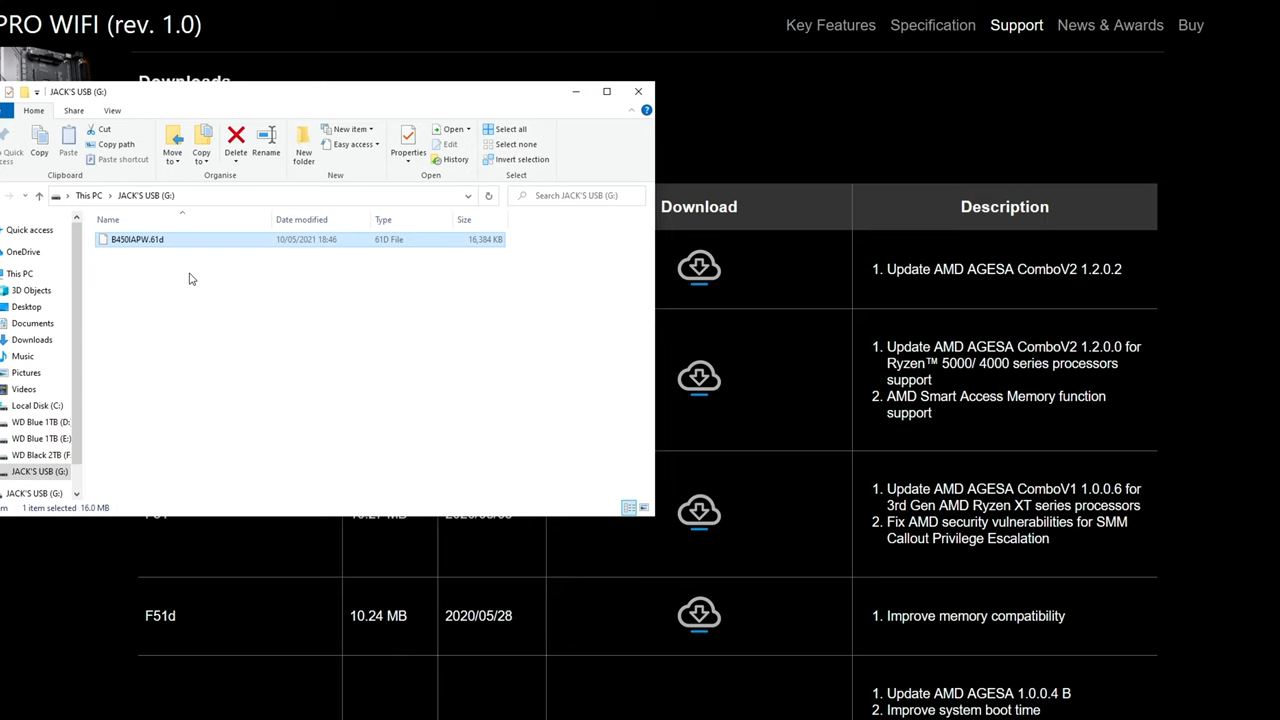 PRO WIFI (rev. 1.0)
Key Features Specification Support News & Awards Buy
JACK'S USB (G:)
Home Share View
Copy
Paste
Cut
Copy path
Paste shortcut
Clipboard
Move to
Copy to
Delete
Rename
Organise
New folder
New item
Easy access
New
Properties
Open
Edit
History
Open
Select all
Select none
Invert selection
Select
This PC JACK'S USB (G:)
Search JACK'S USB (G:)
Name Date modified Type Size
B450IAPW.61d 10/05/2021 18:46 61D File 16,384 KB
Quick access
OneDrive
This PC
3D Objects
Desktop
Documents
Downloads
Music
Pictures
Videos
Local Disk (C:)
WD Blue 1TB (D:
WD Blue 1TB (E:)
WD Black 2TB (F
JACK'S USB (G:)
JACK'S USB (G:)
1 item selected 16.0 MB
Download Description
1. Update AMD AGESA ComboV2 1.2.0.2
1. Update AMD AGESA ComboV2 1.2.0.0 for
Ryzen™ 5000/ 4000 series processors
support
2. AMD Smart Access Memory function
support
1. Update AMD AGESA ComboV1 1.0.0.6 for
3rd Gen AMD Ryzen XT series processors
2. Fix AMD security vulnerabilities for SMM
Callout Privilege Escalation
F51d 10.24 MB 2020/05/28
1. Improve memory compatibility
1. Update AMD AGESA 1.0.0.4 B
2. Improve system boot time